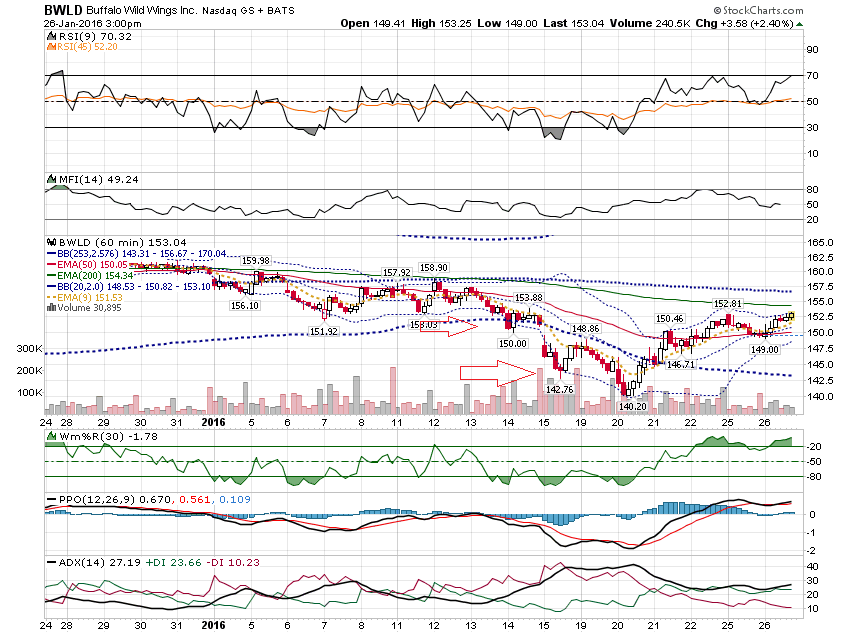 BWLD Buffalo Wild Wings Inc. Nasdaq GS + BATS
© StockCharts.com
26-Jan-2016 3:00pm
Open 149.41 High 153.25 Low 149.00 Last 153.04 Volume 240.5K Chg +3.58 (+2.40%)
RSI(9) 70.32
RSI(45) 52.20
90
70
50
30
10
MFI(14) 49.24
80
50
20
BWLD (60 min) 153.04
BB(253,2.576) 143.31 - 156.67 - 170.04
EMA(50) 150.05
EMA(200) 154.34
BB(20,2.0) 148.53 - 150.82 - 153.10
EMA(9) 151.53
Volume 30,895
165.0
162.5
160.0
157.5
155.0
152.5
150.0
147.5
145.0
142.5
140.0
300K
200K
100K
159.98
156.10
151.92
157.92
158.90
153.88
150.00
148.86
142.76
140.20
150.46
146.71
152.81
149.00
24 28 29 30 31 2016 5 6 7 8 11 12 13 14 15 19 20 21 22 25 26
Wm%R(30) -1.78
-20
-50
-80
PPO(12,26,9) 0.670, 0.561, 0.109
0
-1
-2
ADX(14) 27.19 +DI 23.66 -DI 10.23
40
30
20
10
24 28 29 30 31 2016 5 6 7 8 11 12 13 14 15 19 20 21 22 25 26